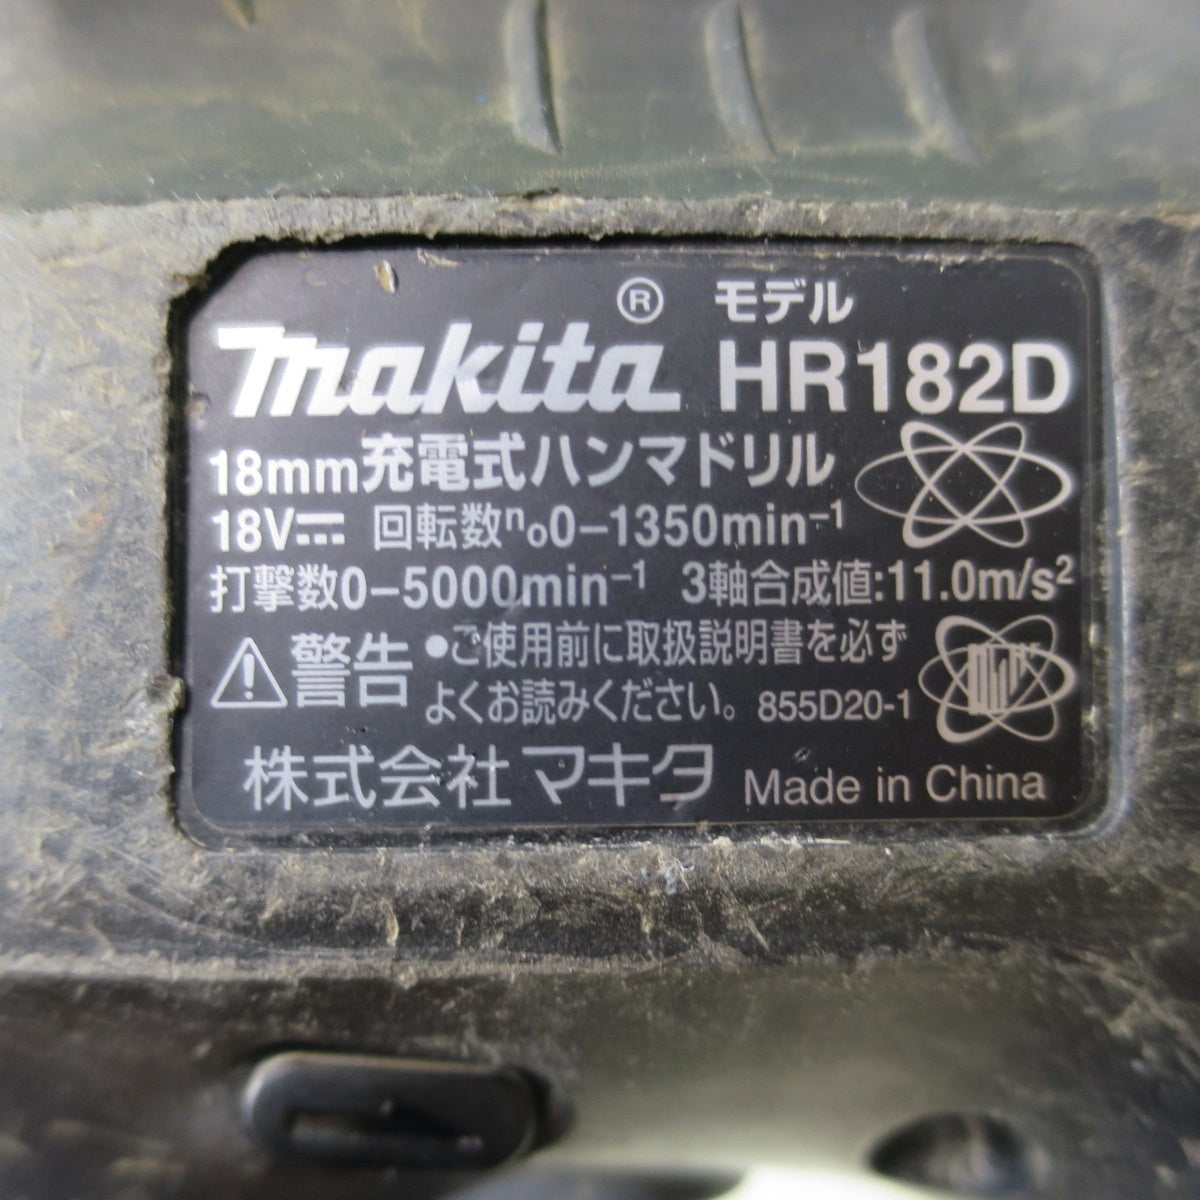 ® モデル
makita HR182D
18mm充電式ハンマドリル
18V⎓ 回転数n₀0-1350min⁻¹
打撃数0-5000min⁻¹ 3軸合成値:11.0m/s²
⚠警告 ●ご使用前に取扱説明書を必ず
よくお読みください。 855D20-1
株式会社マキタ Made in China